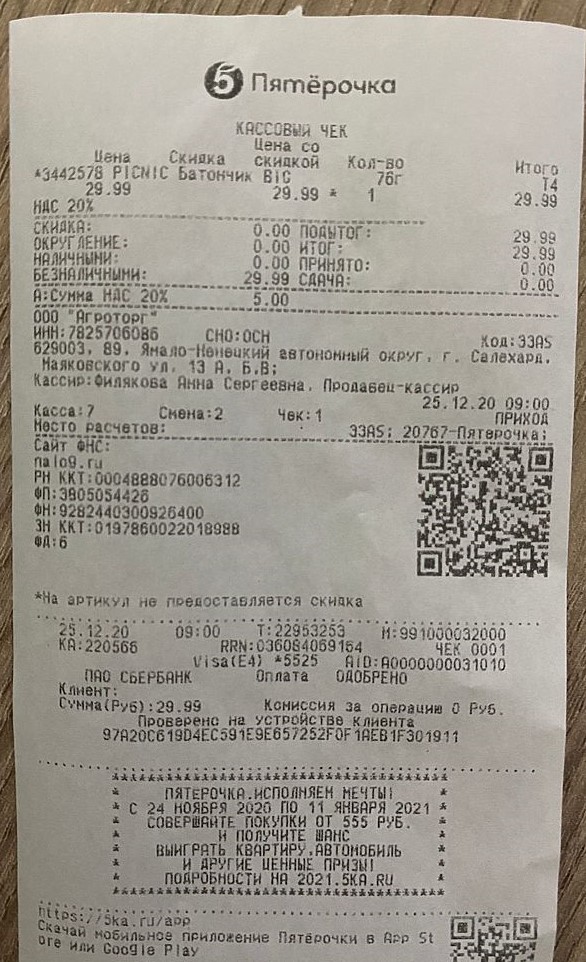 5 Пятёрочка
КАССОВЫЙ ЧЕК
Цена Скидка Цена со скидкой Кол-во Итого
*3442578 PICNIC Батончик BIG 76г T4
29.99 29.99 * 1 29.99
НДС 20%
СКИДКА: 0.00 ПОДЫТОГ: 29.99
ОКРУГЛЕНИЕ: 0.00 ИТОГ: 29.99
НАЛИЧНЫМИ: 0.00 ПРИНЯТО: 0.00
БЕЗНАЛИЧНЫМИ: 29.99 СДАЧА: 0.00
А:Сумма НДС 20% 5.00
ООО "Агроторг"
ИНН:7825706086 СНО:ОСН Код:33AS
629003, 89, Ямало-Ненецкий автономный округ, г. Салехард,
Маяковского ул, 13 А, Б,В;
Кассир:Филякова Анна Сергеевна, Продавец-кассир
25.12.20 09:00
Касса:7 Смена:2 Чек:1 ПРИХОД
Место расчетов: 33AS; 20767-Пятерочка;
Сайт ФНС:
nalog.ru
РН ККТ:0004888076006312
ФП:3905054426
ФН:9282440300926400
ЗН ККТ:0197860022018988
ФД:6
*На артикул не предоставляется скидка
25.12.20 09:00 Т:22953253 М:991000032000
КА:220566 RRN:036084069164 ЧЕК 0001
Visa(E4) *5525 AID:A0000000031010
ПАО СБЕРБАНК Оплата ОДОБРЕНО
Клиент:
Сумма(Руб):29.99 Комиссия за операцию 0 Руб.
Проверено на устройстве клиента
97A20C619D4EC591E9E657252F0F1AEB1F301911
*****************************************
* ПЯТЕРОЧКА.ИСПОЛНЯЕМ МЕЧТЫ! *
* С 24 НОЯБРЯ 2020 ПО 11 ЯНВАРЯ 2021 *
* СОВЕРШАЙТЕ ПОКУПКИ ОТ 555 РУБ. *
* И ПОЛУЧИТЕ ШАНС *
* ВЫИГРАТЬ КВАРТИРУ,АВТОМОБИЛЬ *
* И ДРУГИЕ ЦЕННЫЕ ПРИЗЫ! *
* ПОДРОБНОСТИ НА 2021.5KA.RU *
*****************************************
https://5ka.ru/app
Скачай мобильное приложение Пятёрочки в App St
ore или Google Play